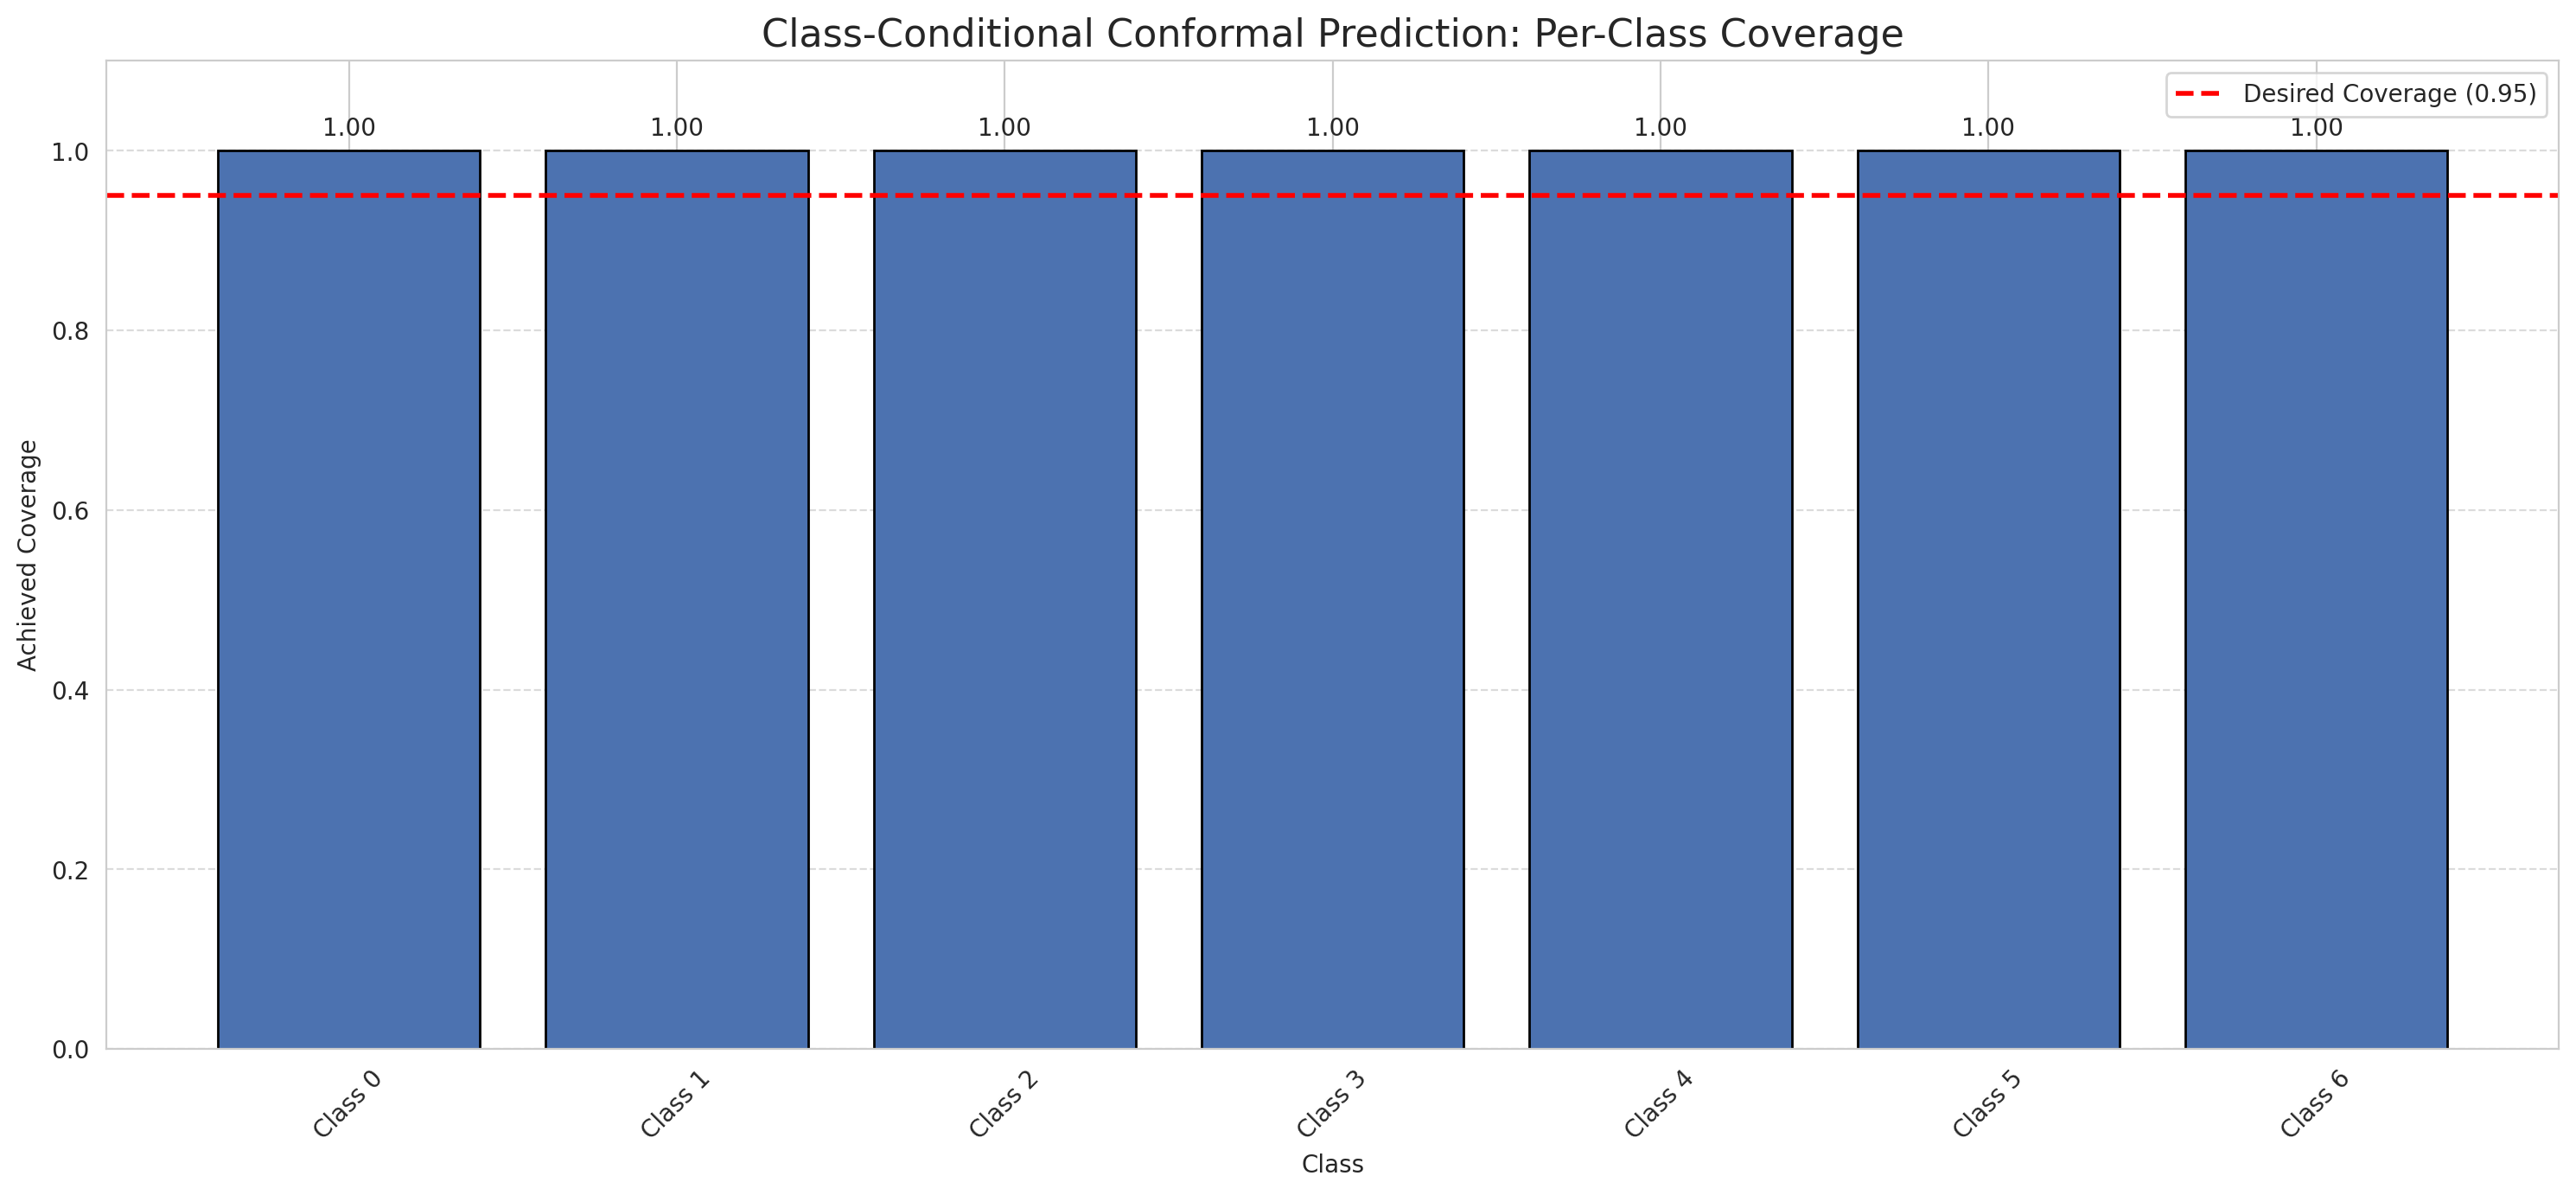 Class-Conditional Conformal Prediction: Per-Class Coverage
Desired Coverage (0.95)
1.00 1.00 1.00 1.00 1.00 1.00 1.00
1.0
0.8
0.6
0.4
0.2
0.0
Achieved Coverage
Class 0 Class 1 Class 2 Class 3 Class 4 Class 5 Class 6
Class